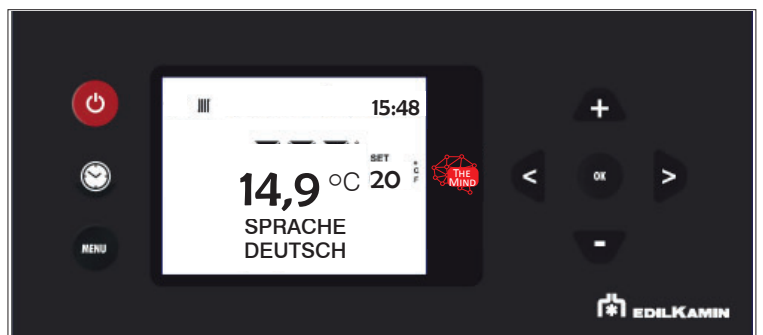 15:48
SET
14,9 °C 20
°C
F
SPRACHE
DEUTSCH
THE
MIND
MENU
+
< OK >
-
EDILKAMIN